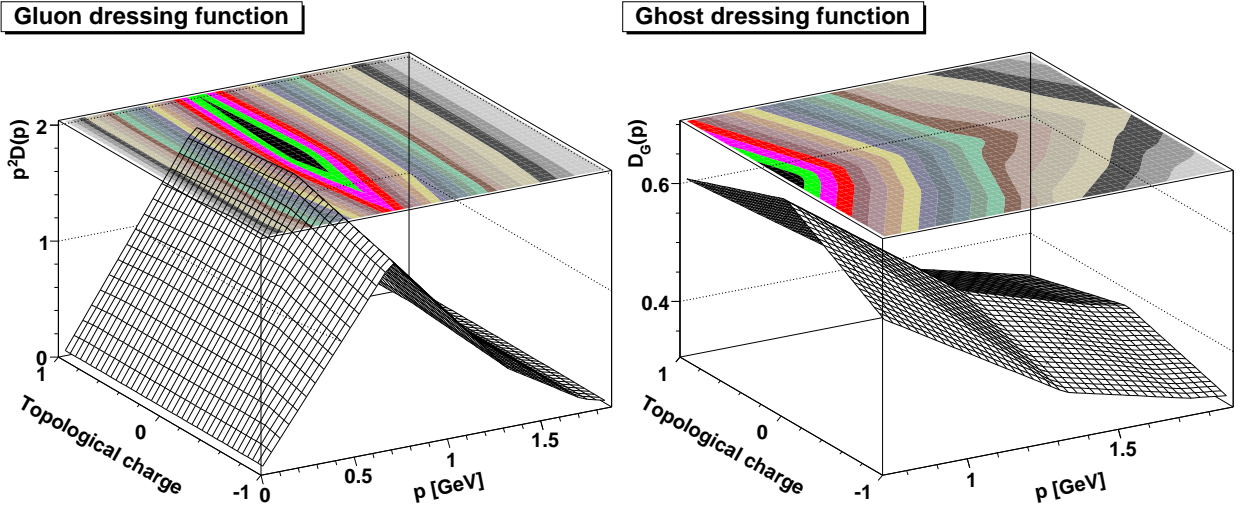 Gluon dressing function
p²D(p)
2
1
0
1
0
-1
Topological charge
0
0.5
1
1.5
p [GeV]
Ghost dressing function
D_G(p)
0.6
0.4
1
0
-1
Topological charge
1
1.5
p [GeV]